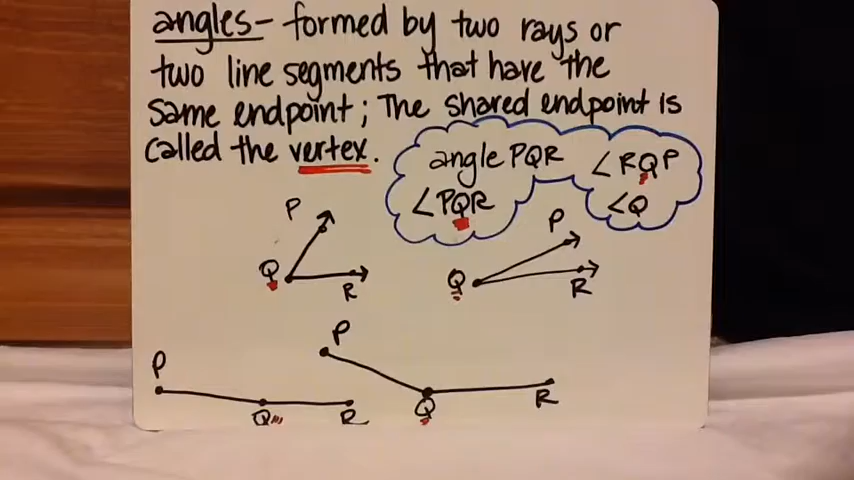 angles- formed by two rays or
two line segments that have the
same endpoint; The shared endpoint is
called the vertex.
angle PQR ∠RQP
∠PQR ∠Q
P P
Q R Q R
P P
Q R Q R